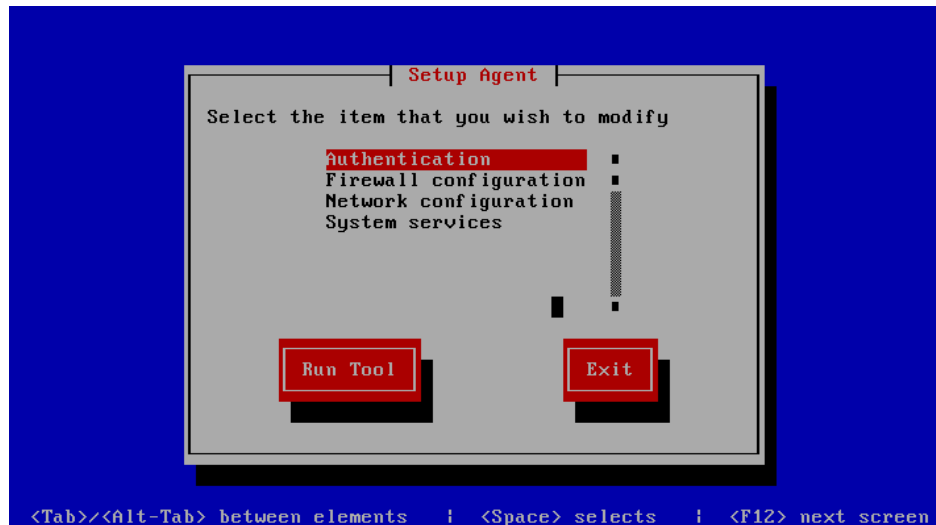 Setup Agent
Select the item that you wish to modify
Authentication
Firewall configuration
Network configuration
System services
Run Tool
Exit
<Tab>/<Alt-Tab> between elements ¦ <Space> selects ¦ <F12> next screen